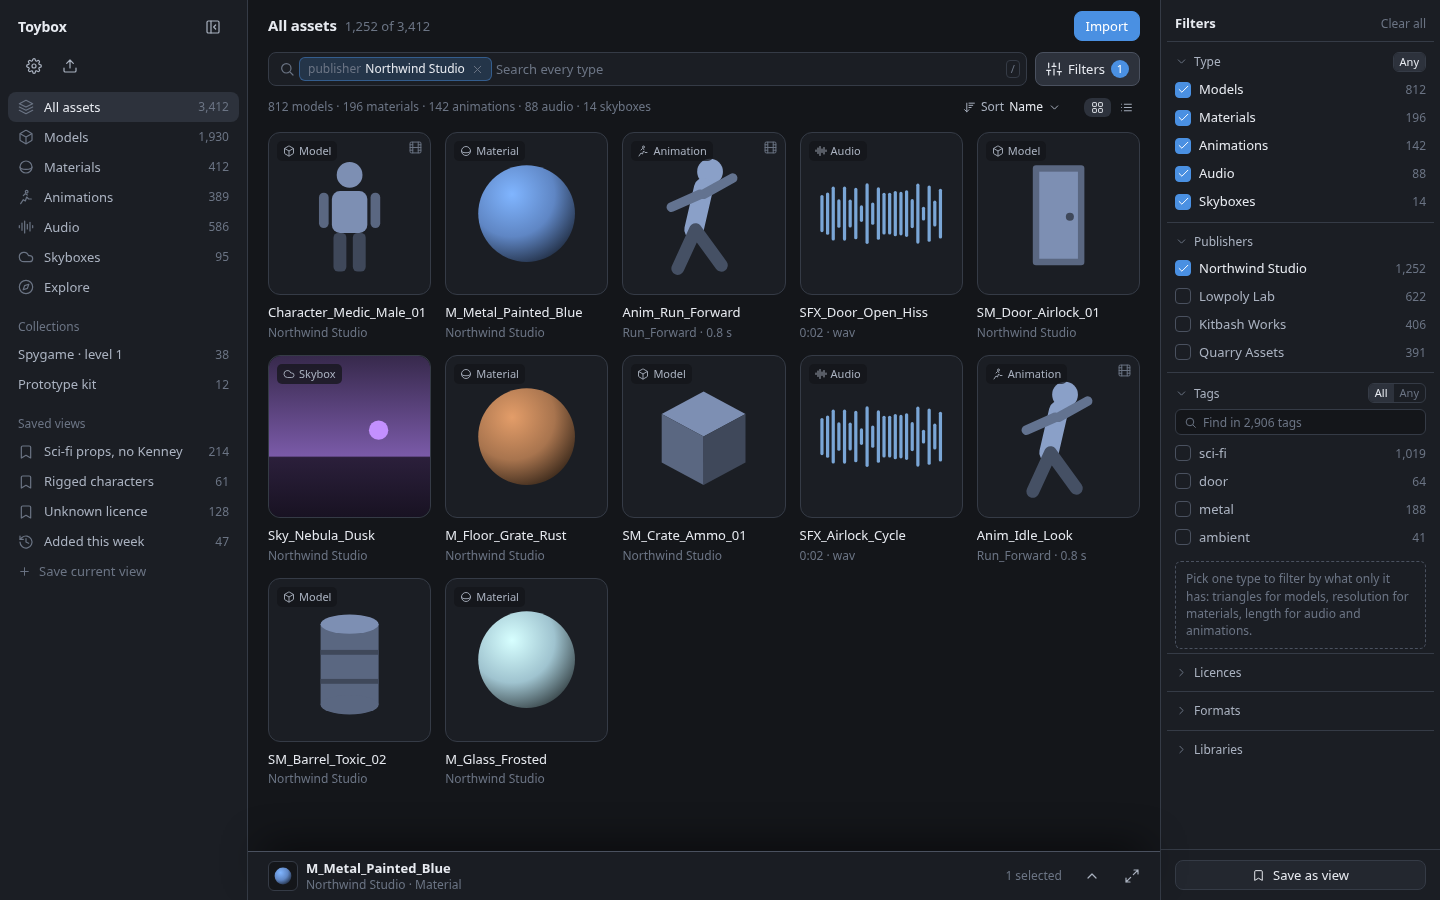 Toybox
All assets 3,412
Models 1,930
Materials 412
Animations 389
Audio 586
Skyboxes 95
Explore
Collections
Spygame · level 1 38
Prototype kit 12
Saved views
Sci-fi props, no Kenney 214
Rigged characters 61
Unknown licence 128
Added this week 47
Save current view
All assets 1,252 of 3,412
Import
publisher Northwind Studio Search every type /
Filters 1
812 models · 196 materials · 142 animations · 88 audio · 14 skyboxes
Sort Name
Model
Character_Medic_Male_01
Northwind Studio
Material
M_Metal_Painted_Blue
Northwind Studio
Animation
Anim_Run_Forward
Run_Forward · 0.8 s
Audio
SFX_Door_Open_Hiss
0:02 · wav
Model
SM_Door_Airlock_01
Northwind Studio
Skybox
Sky_Nebula_Dusk
Northwind Studio
Material
M_Floor_Grate_Rust
Northwind Studio
Model
SM_Crate_Ammo_01
Northwind Studio
Audio
SFX_Airlock_Cycle
0:02 · wav
Animation
Anim_Idle_Look
Run_Forward · 0.8 s
Model
SM_Barrel_Toxic_02
Northwind Studio
Material
M_Glass_Frosted
Northwind Studio
M_Metal_Painted_Blue
Northwind Studio · Material
1 selected
Filters Clear all
Type Any
Models 812
Materials 196
Animations 142
Audio 88
Skyboxes 14
Publishers
Northwind Studio 1,252
Lowpoly Lab 622
Kitbash Works 406
Quarry Assets 391
Tags All Any
Find in 2,906 tags
sci-fi 1,019
door 64
metal 188
ambient 41
Pick one type to filter by what only it
has: triangles for models, resolution for
materials, length for audio and
animations.
Licences
Formats
Libraries
Save as view